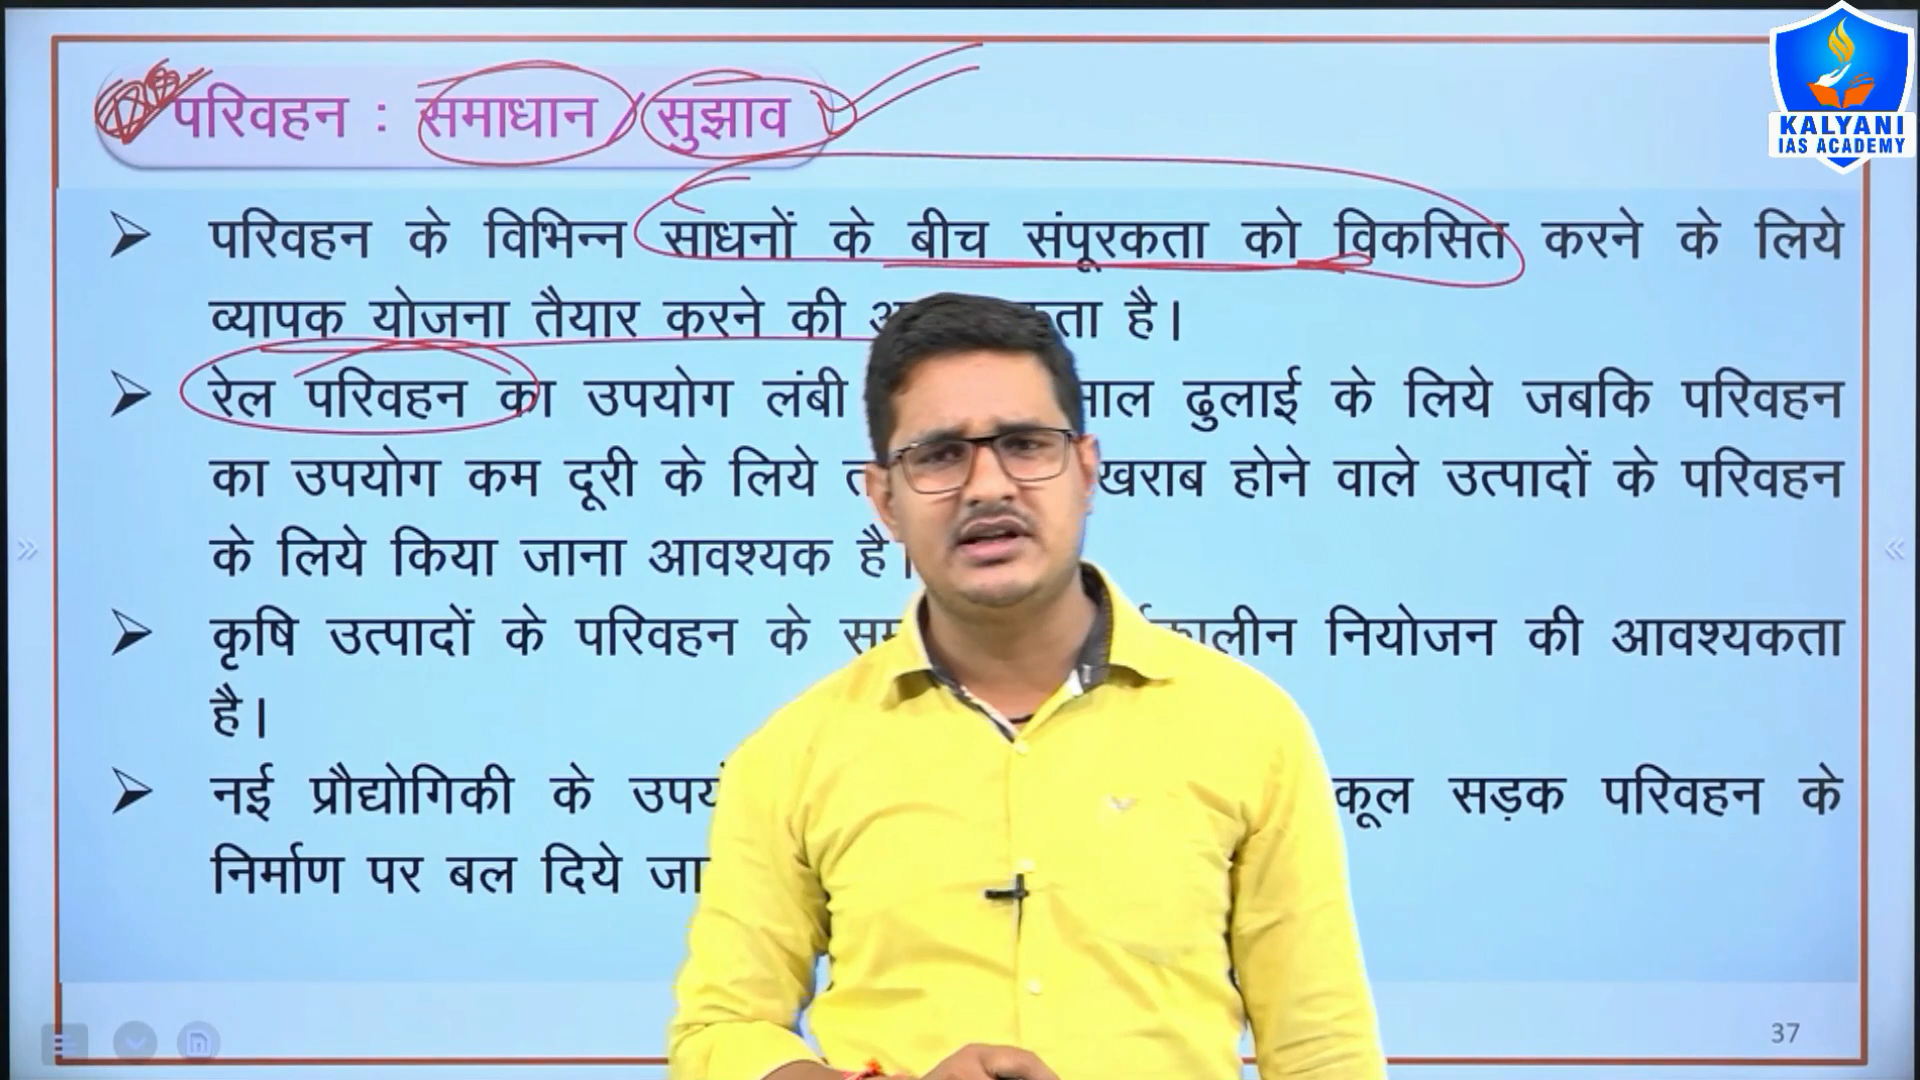 KALYANI
IAS ACADEMY
परिवहन : समाधान / सुझाव
परिवहन के विभिन्न साधनों के बीच संपूरकता को विकसित करने के लिये
व्यापक योजना तैयार करने की है।
रेल परिवहन का उपयोग लंबी ढुलाई के लिये जबकि परिवहन
का उपयोग कम दूरी के लिये खराब होने वाले उत्पादों के परिवहन
के लिये किया जाना आवश्यक है।
कृषि उत्पादों के परिवहन के नियोजन की आवश्यकता
है।
नई प्रौद्योगिकी के सड़क परिवहन के
निर्माण पर बल दिये
37